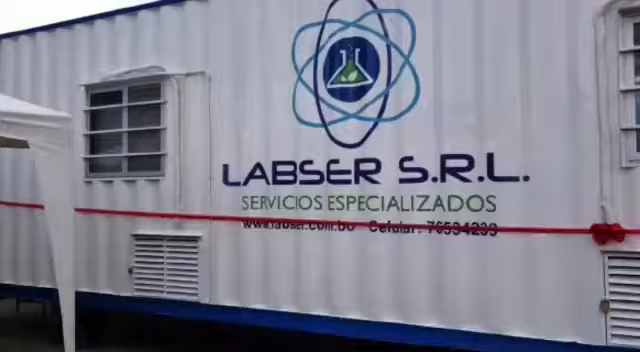 LABSER S.R.L.
SERVICIOS ESPECIALIZADOS
www.labser.com.bo Celular: 76534233